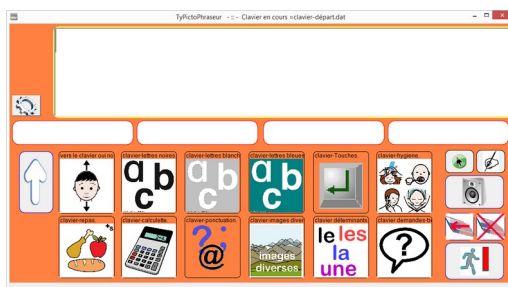 TyPictoPhraseur - :: - Clavier en cours »clavier-départ.dat
vers le clavier oui no
clavier-lettres noires
clavier-lettres blanch
clavier-lettres bleues
clavier-Touches
clavier-hygiene.
a b c
a b c
a b c
clavier-repas.
clavier-calculette.
clavier-ponctuation.
clavier-images diver
clavier déterminants
clavier demandes-b
? ; @
images diverses
le les
la
une
?